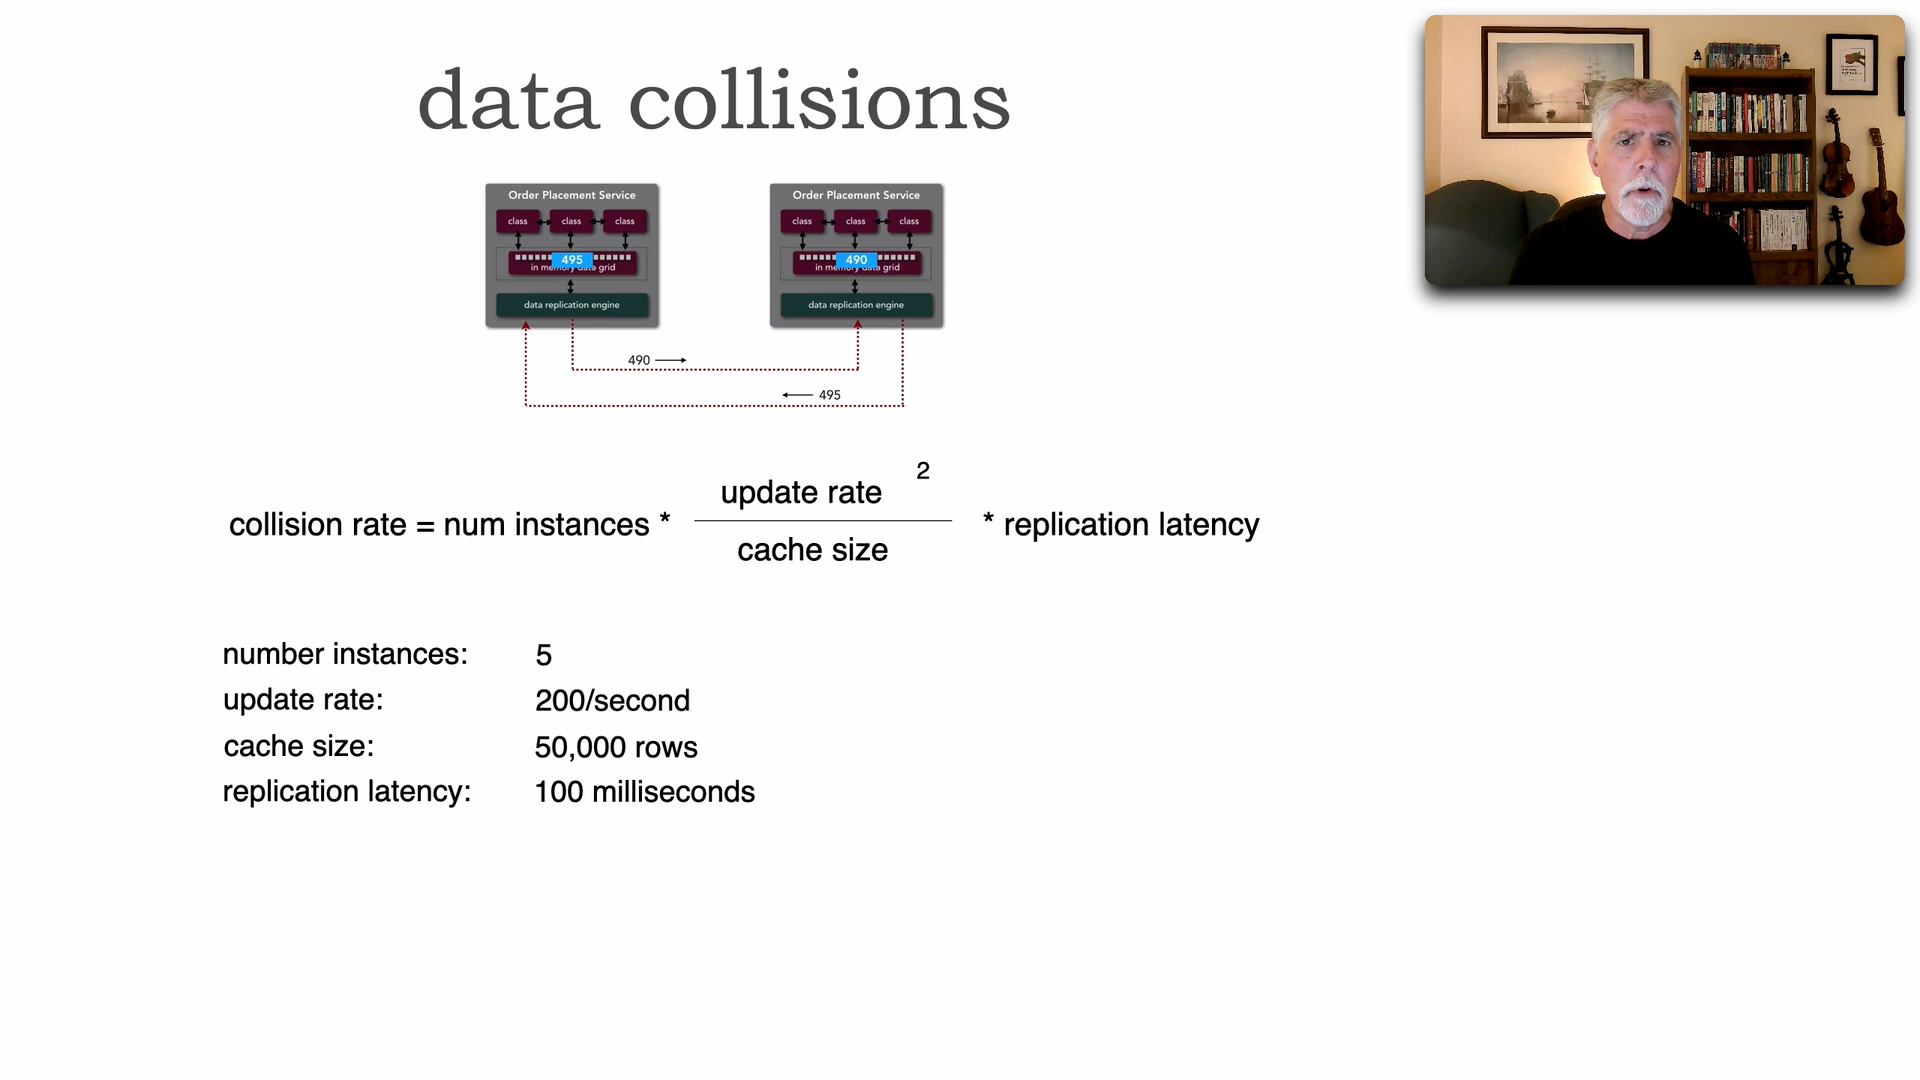 data collisions
Order Placement Service
class class class
495
in memory data grid
data replication engine
Order Placement Service
class class class
490
in memory data grid
data replication engine
490
495
collision rate = num instances * update rate 2 / cache size * replication latency
number instances: 5
update rate: 200/second
cache size: 50,000 rows
replication latency: 100 milliseconds